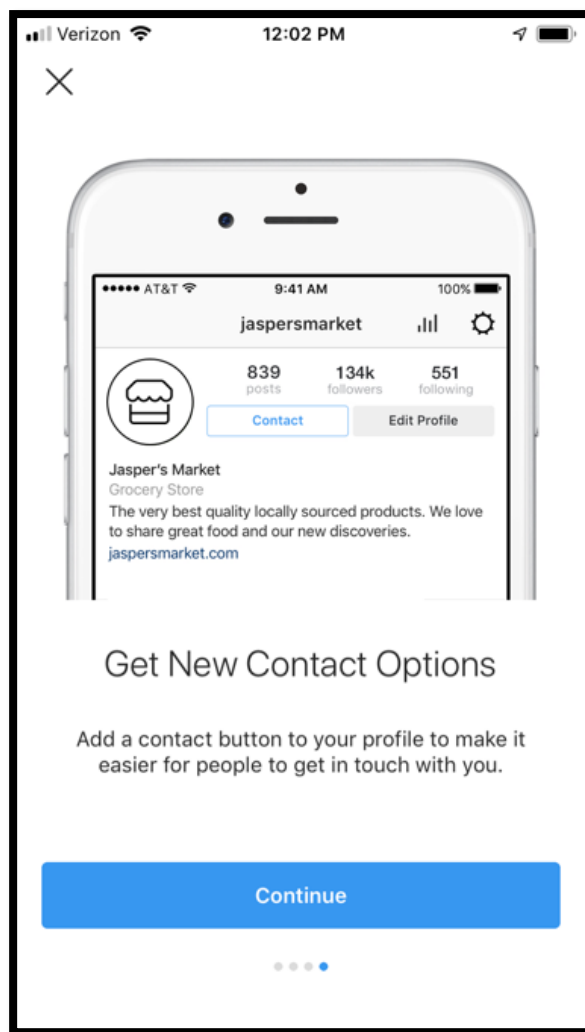 Verizon 12:02 PM
AT&T 9:41 AM 100%
jaspersmarket
839 134k 551
posts followers following
Contact Edit Profile
Jasper's Market
Grocery Store
The very best quality locally sourced products. We love
to share great food and our new discoveries.
jaspersmarket.com
Get New Contact Options
Add a contact button to your profile to make it
easier for people to get in touch with you.
Continue